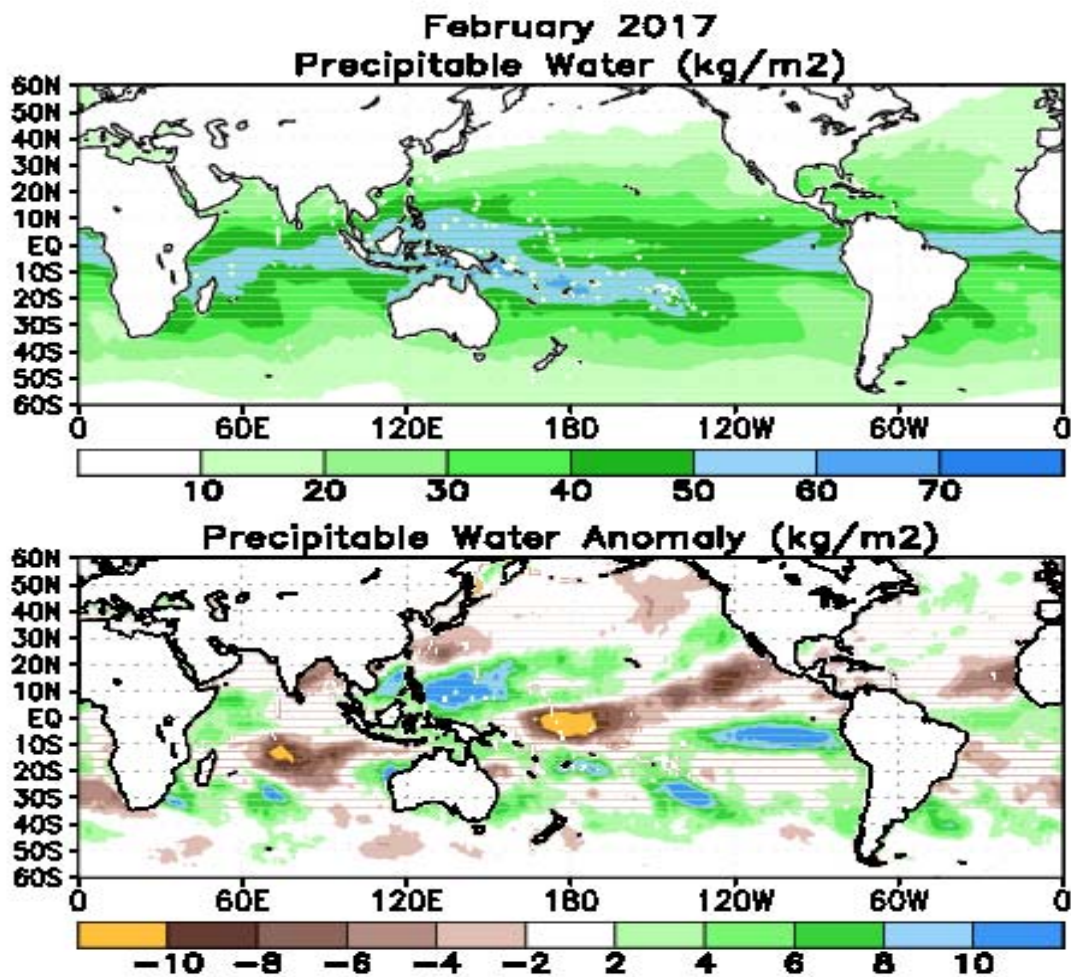 February 2017
Precipitable Water (kg/m2)
60N
50N
40N
30N
20N
10N
EQ
10S
20S
30S
40S
50S
60S
0 60E 120E 180 120W 60W 0
10 20 30 40 50 60 70
Precipitable Water Anomaly (kg/m2)
60N
50N
40N
30N
20N
10N
EQ
10S
20S
30S
40S
50S
60S
0 60E 120E 180 120W 60W 0
-10 -8 -6 -4 -2 2 4 6 8 10